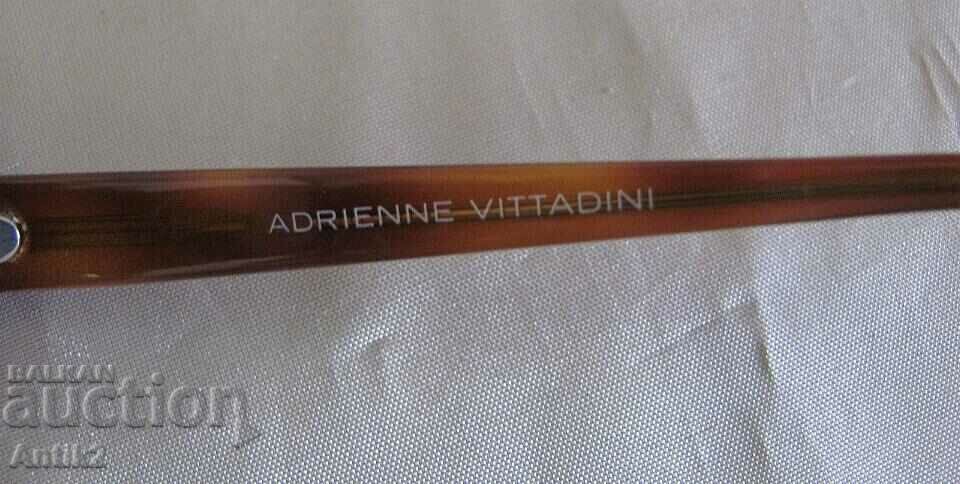 ADRIENNE VITTADINI
BALKAN
auction
Antik2